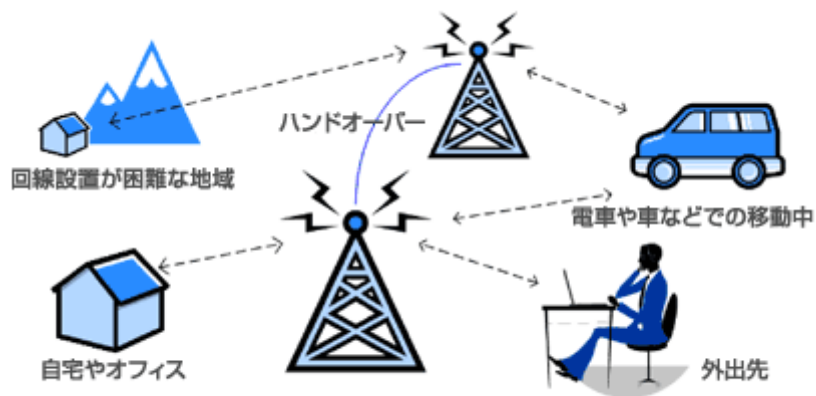 ハンドオーバー
回線設置が困難な地域
電車や車などでの移動中
自宅やオフィス
外出先